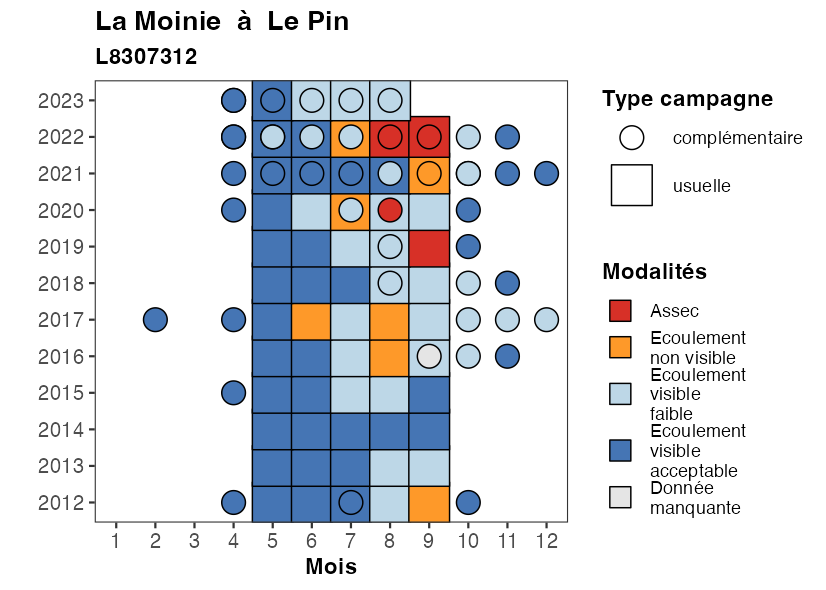 La Moinie à Le Pin
L8307312
2023
2022
2021
2020
2019
2018
2017
2016
2015
2014
2013
2012
1 2 3 4 5 6 7 8 9 10 11 12
Mois
Type campagne
complémentaire
usuelle
Modalités
Assec
Ecoulement
non visible
Ecoulement
visible
faible
Ecoulement
visible
acceptable
Donnée
manquante